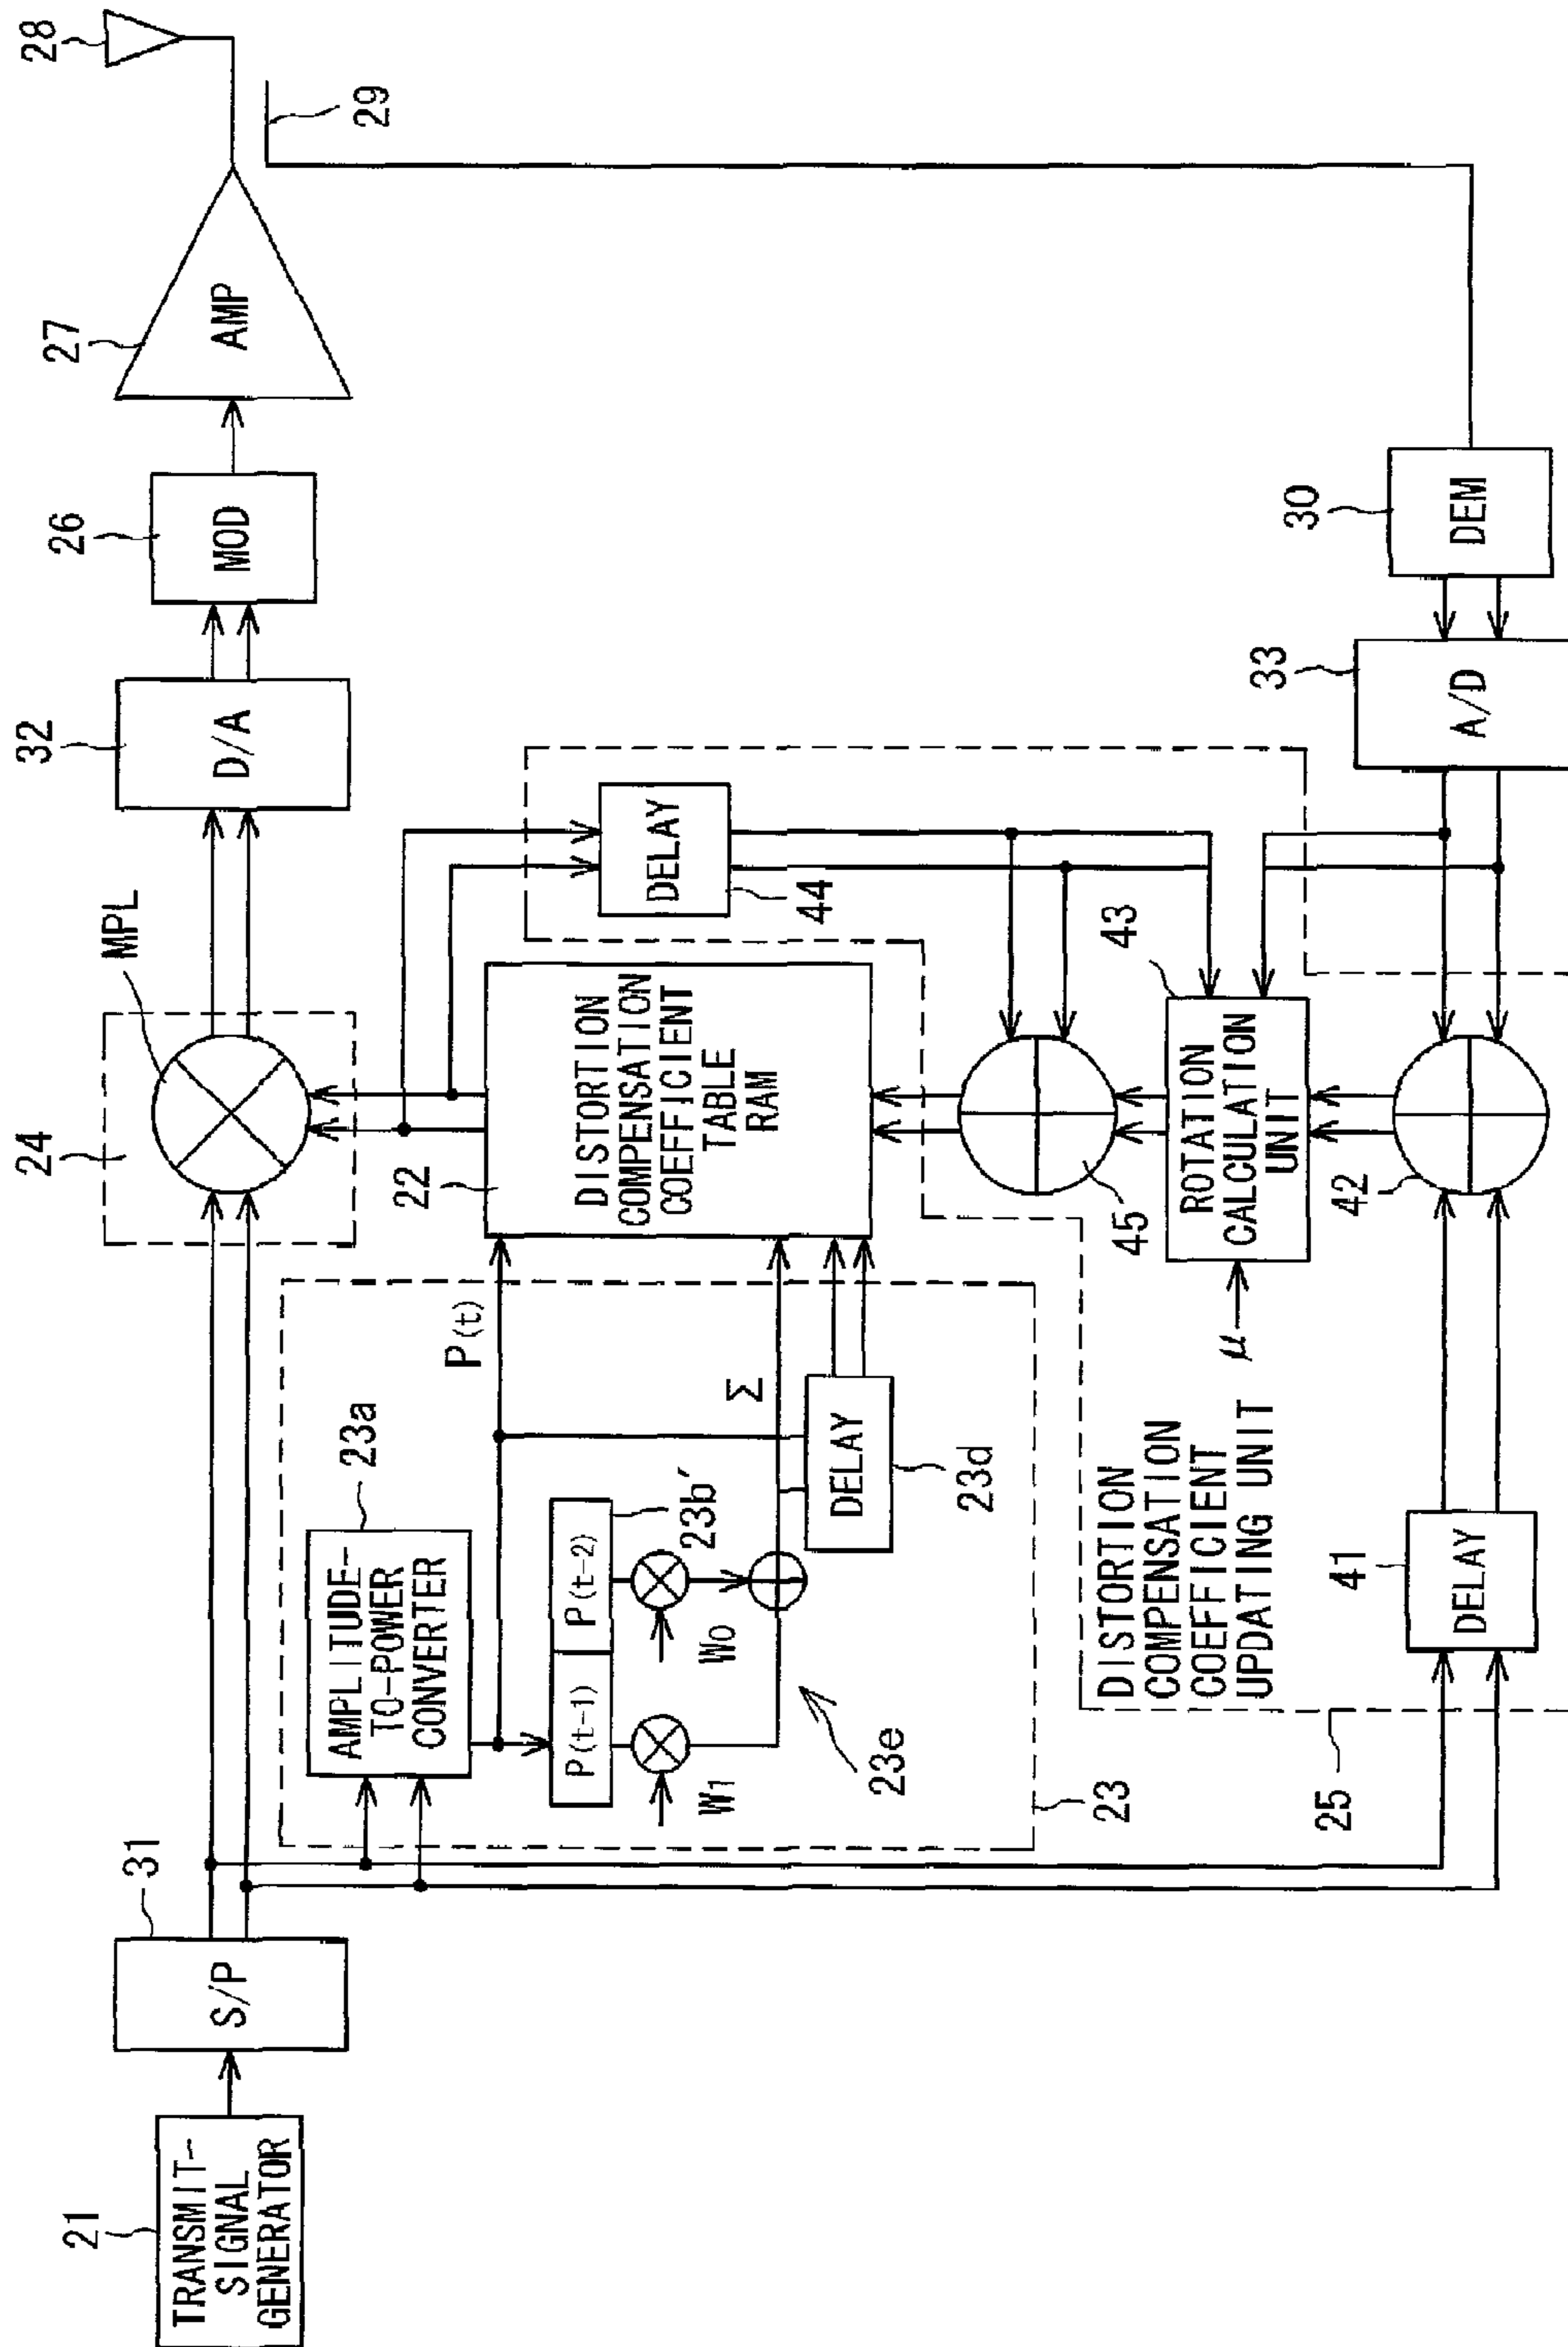 21
TRANSMIT-
SIGNAL
GENERATOR
31
S/P
24
MPL
32
D/A
26
MOD
27
AMP
28
29
23a
AMPLITUDE-
TO-POWER
CONVERTER
P(t)
P(t-1)
P(t-2)
23b′
W1
W0
Σ
DELAY
23d
23e
23
22
DISTORTION
COMPENSATION
COEFFICIENT
TABLE
RAM
DELAY
44
45
43
ROTATION
CALCULATION
UNIT
μ
42
DISTORTION
COMPENSATION
COEFFICIENT
UPDATING UNIT
25
41
DELAY
33
A/D
30
DEM